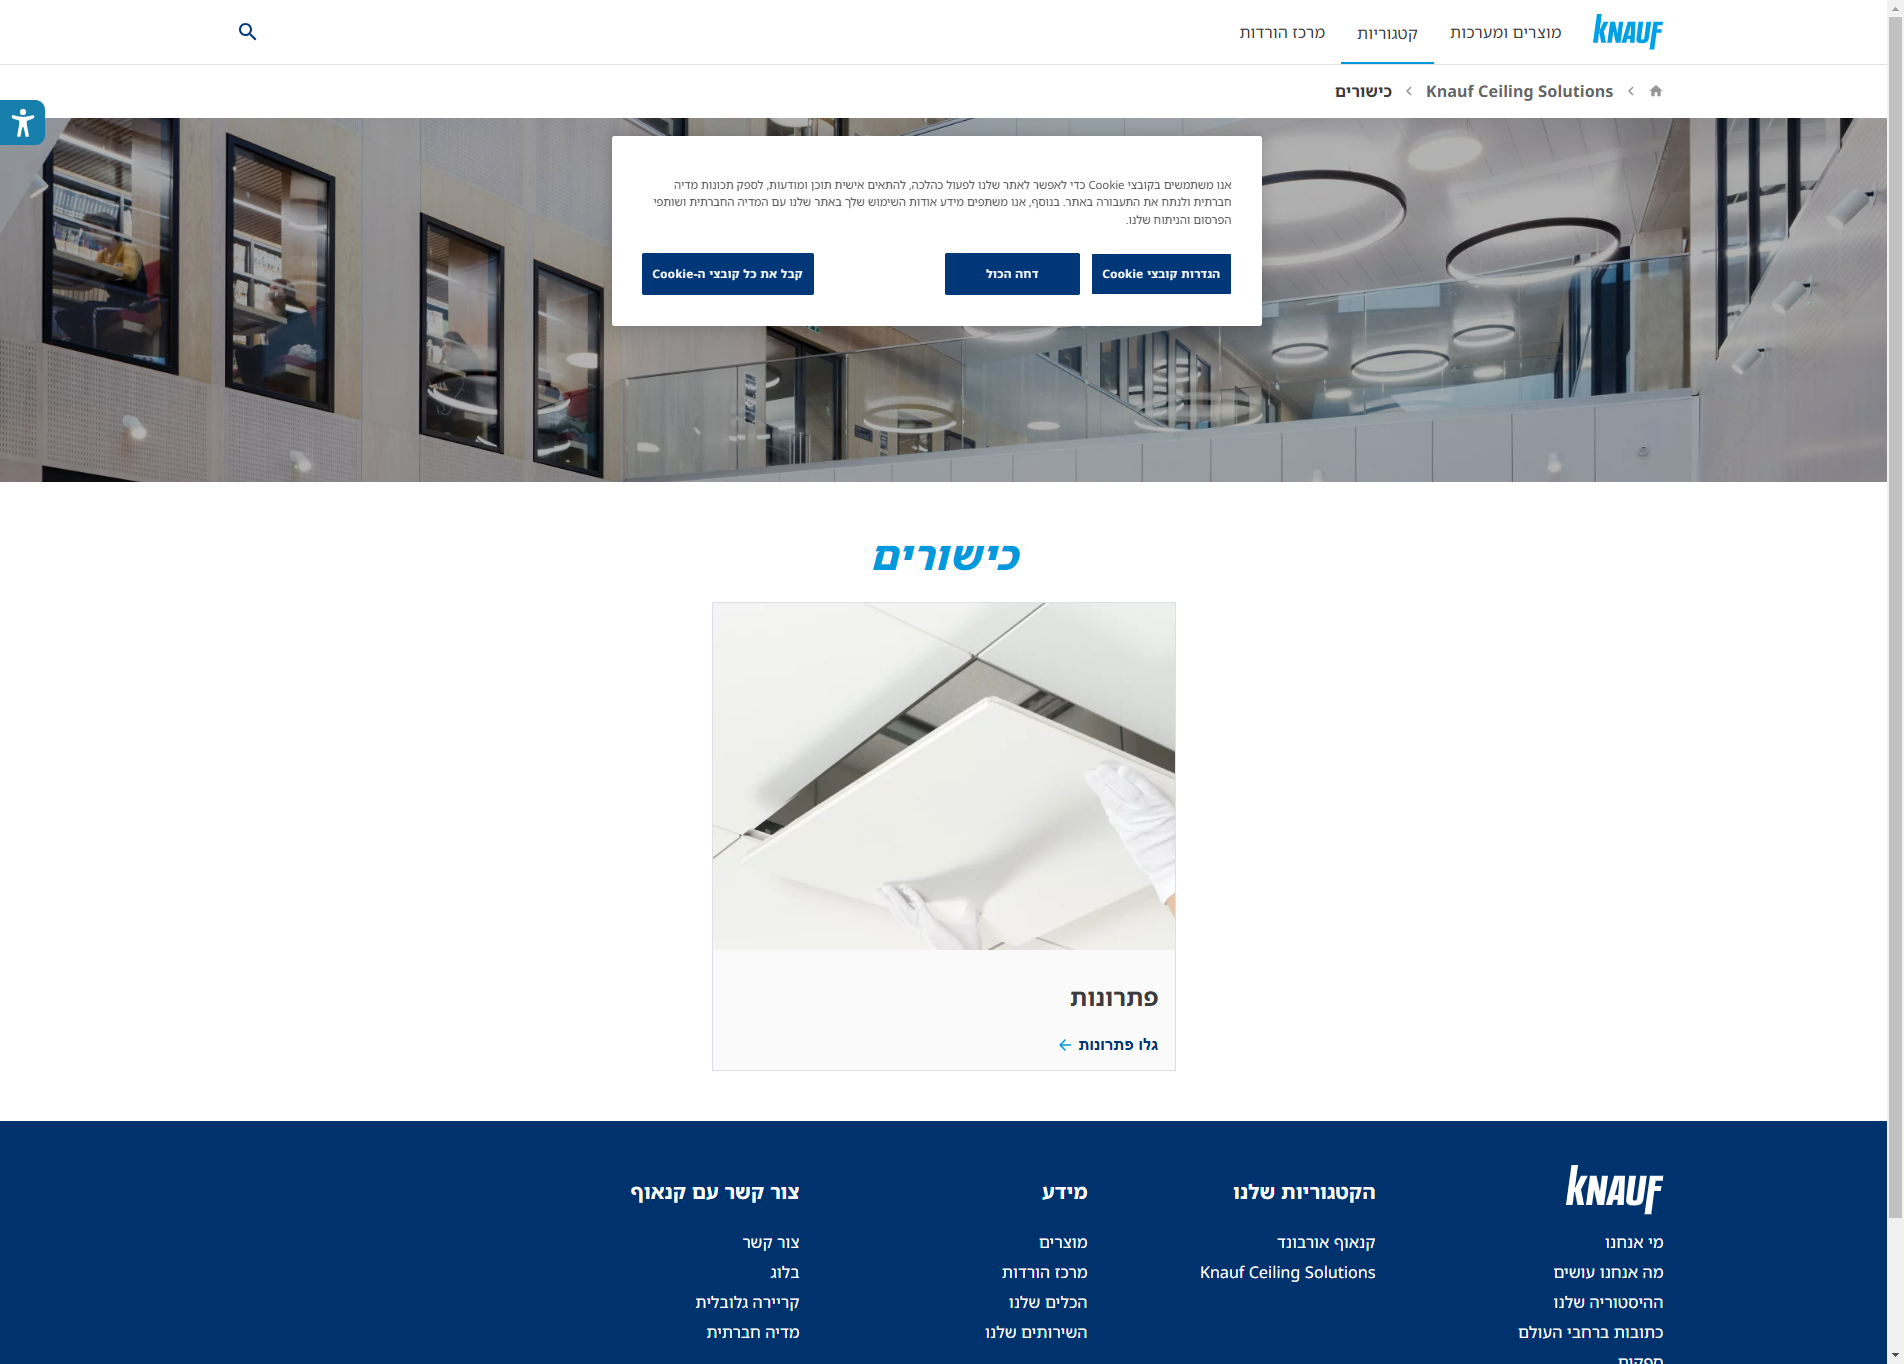 KNAUF
מוצרים ומערכות
קטגוריות
מרכז הורדות
Knauf Ceiling Solutions
כישורים
אנו משתמשים בקובצי Cookie כדי לאפשר לאתר שלנו לפעול כהלכה, להתאים אישית תוכן ומודעות, לספק תכונות מדיה
חברתית ולנתח את התעבורה באתר. בנוסף, אנו משתפים מידע אודות השימוש שלך באתר שלנו עם המדיה החברתית ושותפי
הפרסום והניתוח שלנו.
הגדרות קובצי Cookie
דחה הכול
קבל את כל קובצי ה-Cookie
כישורים
פתרונות
גלו פתרונות
KNAUF
מי אנחנו
מה אנחנו עושים
ההיסטוריה שלנו
כתובות ברחבי העולם
ספקים
הקטגוריות שלנו
קנאוף אורבונד
Knauf Ceiling Solutions
מידע
מוצרים
מרכז הורדות
הכלים שלנו
השירותים שלנו
צור קשר עם קנאוף
צור קשר
בלוג
קריירה גלובלית
מדיה חברתית